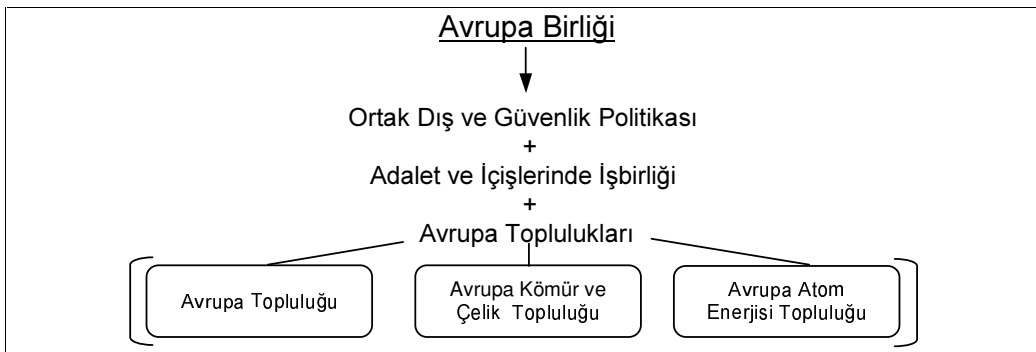 Avrupa Birliği
Ortak Dış ve Güvenlik Politikası
+
Adalet ve İçişlerinde İşbirliği
+
Avrupa Toplulukları
Avrupa Topluluğu
Avrupa Kömür ve
Çelik Topluluğu
Avrupa Atom
Enerjisi Topluluğu